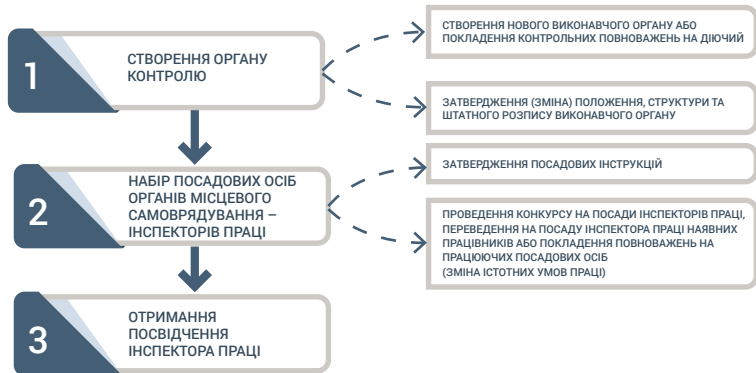 1
СТВОРЕННЯ ОРГАНУ
КОНТРОЛЮ
СТВОРЕННЯ НОВОГО ВИКОНАВЧОГО ОРГАНУ АБО
ПОКЛАДЕННЯ КОНТРОЛЬНИХ ПОВНОВАЖЕНЬ НА ДІЮЧИЙ
ЗАТВЕРДЖЕННЯ (ЗМІНА) ПОЛОЖЕННЯ, СТРУКТУРИ ТА
ШТАТНОГО РОЗПИСУ ВИКОНАВЧОГО ОРГАНУ
2
НАБІР ПОСАДОВИХ ОСІБ
ОРГАНІВ МІСЦЕВОГО
САМОВРЯДУВАННЯ –
ІНСПЕКТОРІВ ПРАЦІ
ЗАТВЕРДЖЕННЯ ПОСАДОВИХ ІНСТРУКЦІЙ
ПРОВЕДЕННЯ КОНКУРСУ НА ПОСАДИ ІНСПЕКТОРІВ ПРАЦІ,
ПЕРЕВЕДЕННЯ НА ПОСАДУ ІНСПЕКТОРА ПРАЦІ НАЯВНИХ
ПРАЦІВНИКІВ АБО ПОКЛАДЕННЯ ПОВНОВАЖЕНЬ НА
ПРАЦЮЮЧИХ ПОСАДОВИХ ОСІБ
(ЗМІНА ІСТОТНИХ УМОВ ПРАЦІ)
3
ОТРИМАННЯ
ПОСВІДЧЕННЯ
ІНСПЕКТОРА ПРАЦІ